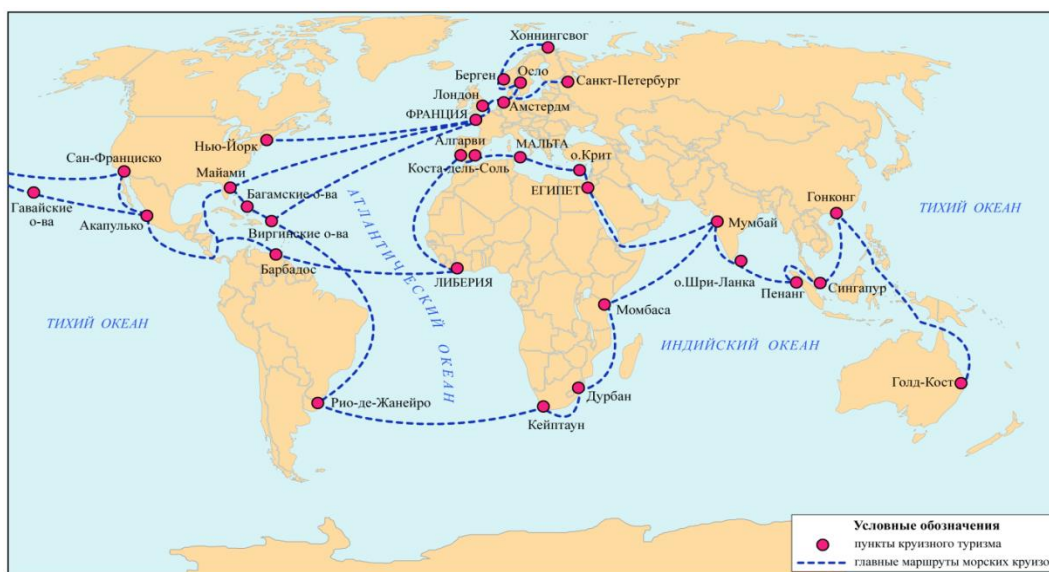 Хоннингсвог
Берген
Осло
Санкт-Петербург
Лондон
Амстердм
ФРАНЦИЯ
Нью-Йорк
Алгарви
МАЛЬТА
о.Крит
Сан-Франциско
Коста-дель-Соль
Майами
ЕГИПЕТ
Гонконг
Багамские о-ва
Гавайские
о-ва
Акапулько
Виргинские о-ва
Мумбай
ТИХИЙ ОКЕАН
Барбадос
ЛИБЕРИЯ
о.Шри-Ланка
Пенанг
Сингапур
АТЛАНТИЧЕСКИЙ ОКЕАН
Момбаса
ТИХИЙ ОКЕАН
ИНДИЙСКИЙ ОКЕАН
Голд-Кост
Рио-де-Жанейро
Дурбан
Кейптаун
Условные обозначения
пункты круизного туризма
главные маршруты морских круизо